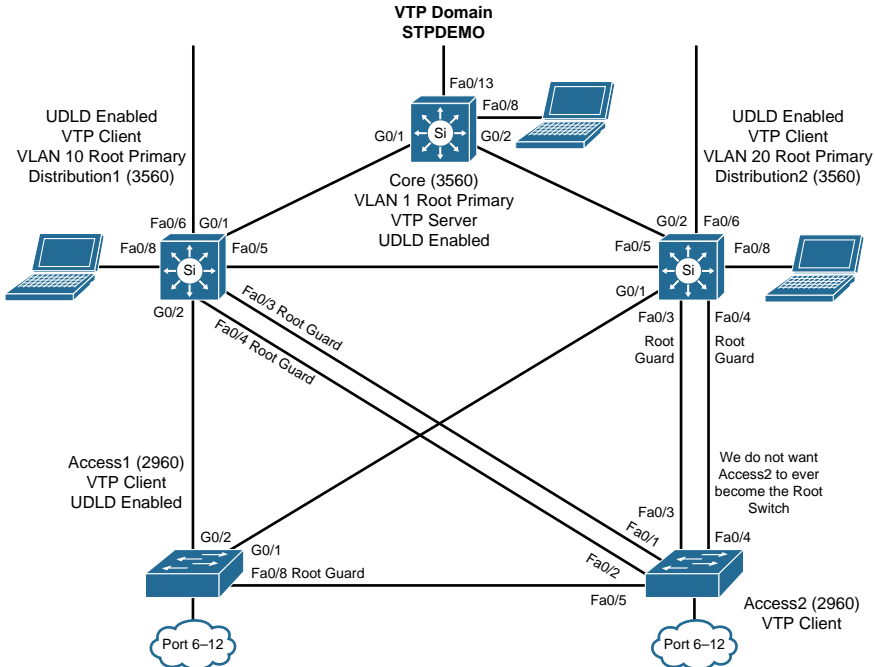 VTP Domain
STPDEMO
Fa0/13
Fa0/8
UDLD Enabled
VTP Client
VLAN 10 Root Primary
Distribution1 (3560)
UDLD Enabled
VTP Client
VLAN 20 Root Primary
Distribution2 (3560)
G0/1
Si
G0/2
Core (3560)
VLAN 1 Root Primary
VTP Server
UDLD Enabled
Fa0/6
G0/1
Fa0/8
Fa0/5
Si
G0/2
G0/2
Fa0/6
Fa0/5
Fa0/8
Si
G0/1
Fa0/3 Root Guard
Fa0/4 Root Guard
Fa0/3
Root
Guard
Fa0/4
Root
Guard
Access1 (2960)
VTP Client
UDLD Enabled
We do not want
Access2 to ever
become the Root
Switch
G0/2
G0/1
Fa0/8 Root Guard
Fa0/3
Fa0/1
Fa0/2
Fa0/4
Fa0/5
Access2 (2960)
VTP Client
Port 6–12
Port 6–12